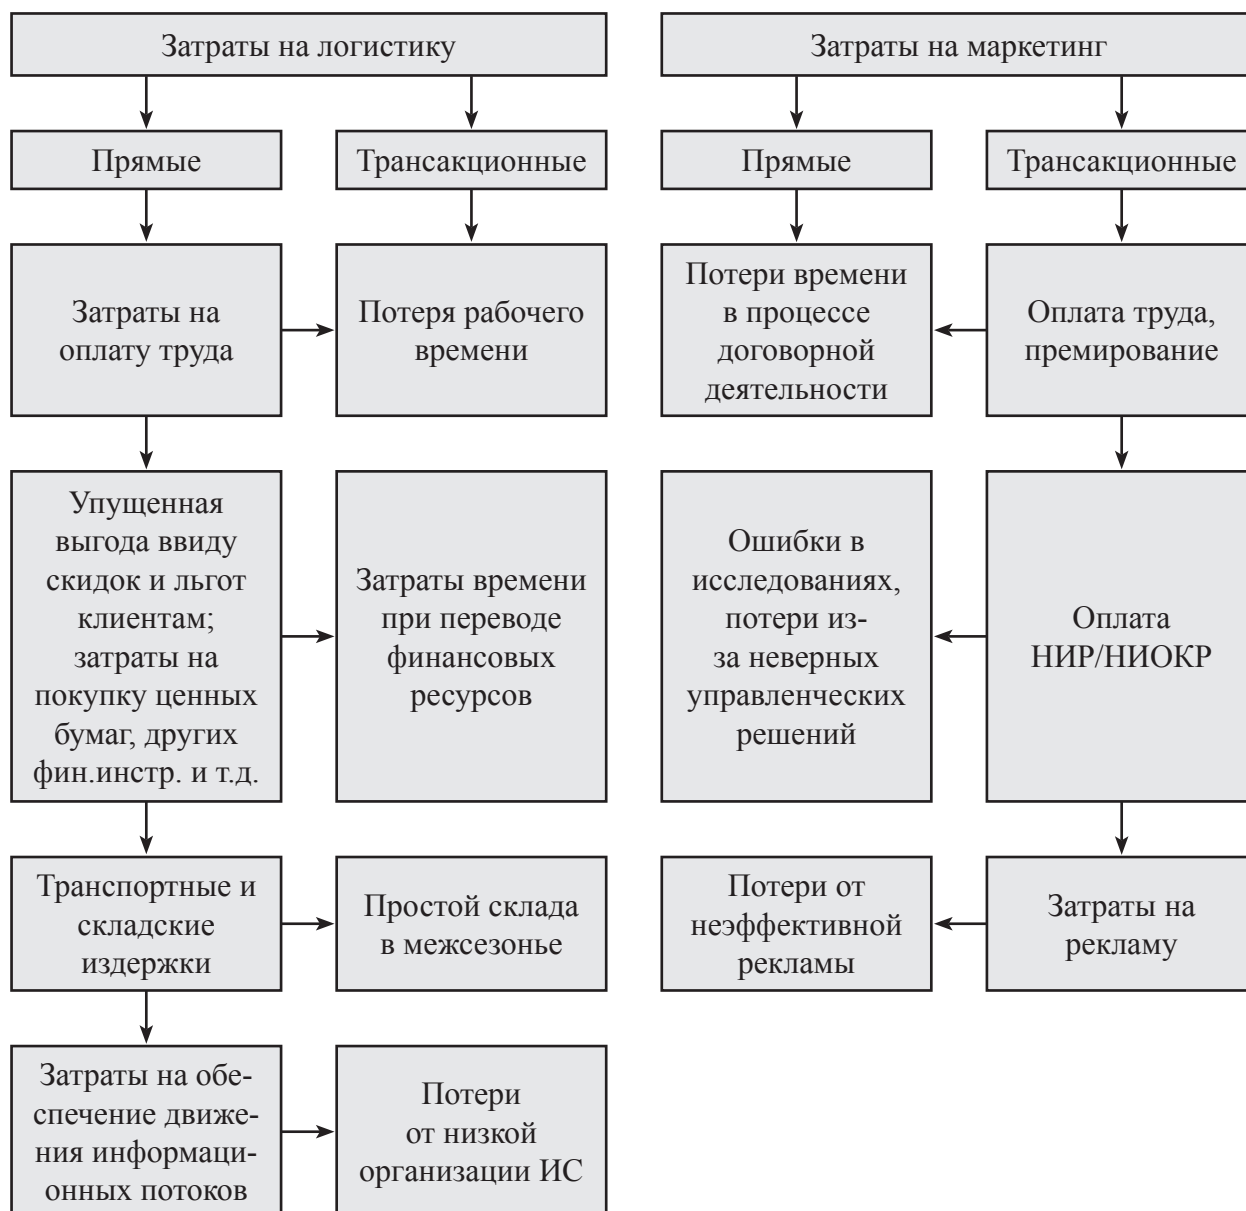 Затраты на логистику
Затраты на маркетинг
Прямые
Трансакционные
Прямые
Трансакционные
Затраты на
оплату труда
Потеря рабочего
времени
Потери времени
в процессе
договорной
деятельности
Оплата труда,
премирование
Упущенная
выгода ввиду
скидок и льгот
клиентам;
затраты на
покупку ценных
бумаг, других
фин.инстр. и т.д.
Затраты времени
при переводе
финансовых
ресурсов
Ошибки в
исследованиях,
потери из-
за неверных
управленческих
решений
Оплата
НИР/НИОКР
Транспортные и
складские
издержки
Простой склада
в межсезонье
Потери от
неэффективной
рекламы
Затраты на
рекламу
Затраты на обе-
спечение движе-
ния информаци-
онных потоков
Потери
от низкой
организации ИС